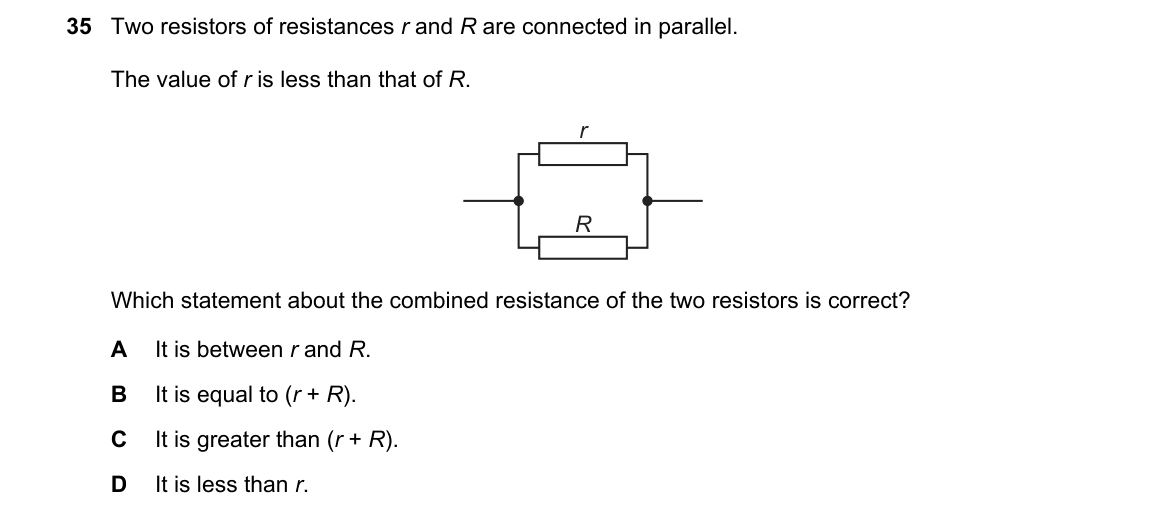 35 Two resistors of resistances r and R are connected in parallel.
The value of r is less than that of R.
r
R
Which statement about the combined resistance of the two resistors is correct?
A It is between r and R.
B It is equal to (r + R).
C It is greater than (r + R).
D It is less than r.